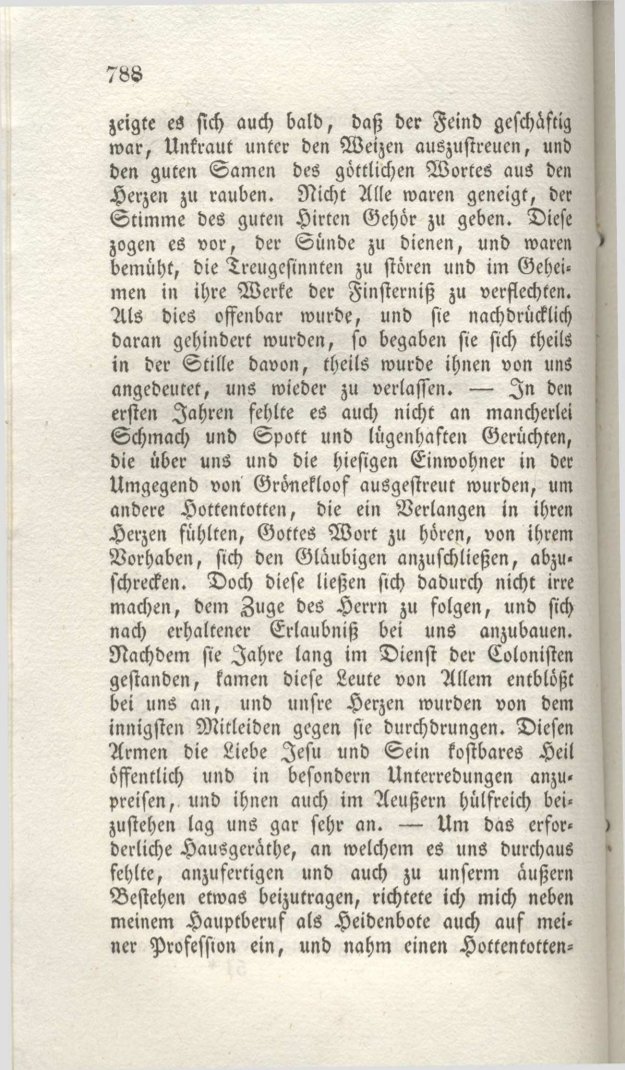 788
zeigte es sich auch bald, daß der Feind geschäftig
war, Unkraut unter den Weizen auszustreuen, und
den guten Samen des göttlichen Wortes aus den
Herzen zu rauben. Nicht Alle waren geneigt, der
Stimme des guten Hirten Gehör zu geben. Diese
zogen es vor, der Sünde zu dienen, und waren
bemüht, die Treugesinnten zu stören und im Gehei-
men in ihre Werke der Finsterniß zu verflechten.
Als dies offenbar wurde, und sie nachdrücklich
daran gehindert wurden, so begaben sie sich theils
in der Stille davon, theils wurde ihnen von uns
angedeutet, uns wieder zu verlassen. — In den
ersten Jahren fehlte es auch nicht an mancherlei
Schmach und Spott und lügenhaften Gerüchten,
die über uns und die hiesigen Einwohner in der
Umgegend von Grönekloof ausgestreut wurden, um
andere Hottentotten, die ein Verlangen in ihren
Herzen fühlten, Gottes Wort zu hören, von ihrem
Vorhaben, sich den Gläubigen anzuschließen, abzu-
schrecken. Doch diese ließen sich dadurch nicht irre
machen, dem Zuge des Herrn zu folgen, und sich
nach erhaltener Erlaubniß bei uns anzubauen.
Nachdem sie Jahre lang im Dienst der Colonisten
gestanden, kamen diese Leute von Allem entblößt
bei uns an, und unsre Herzen wurden von dem
innigsten Mitleiden gegen sie durchdrungen. Diesen
Armen die Liebe Jesu und Sein kostbares Heil
öffentlich und in besondern Unterredungen anzu-
preisen, und ihnen auch im Aeußern hülfreich bei-
zustehen lag uns gar sehr an. — Um das erfor-
derliche Hausgeräthe, an welchem es uns durchaus
fehlte, anzufertigen und auch zu unserm äußern
Bestehen etwas beizutragen, richtete ich mich neben
meinem Hauptberuf als Heidenbote auch auf mei-
ner Profession ein, und nahm einen Hottentotten-